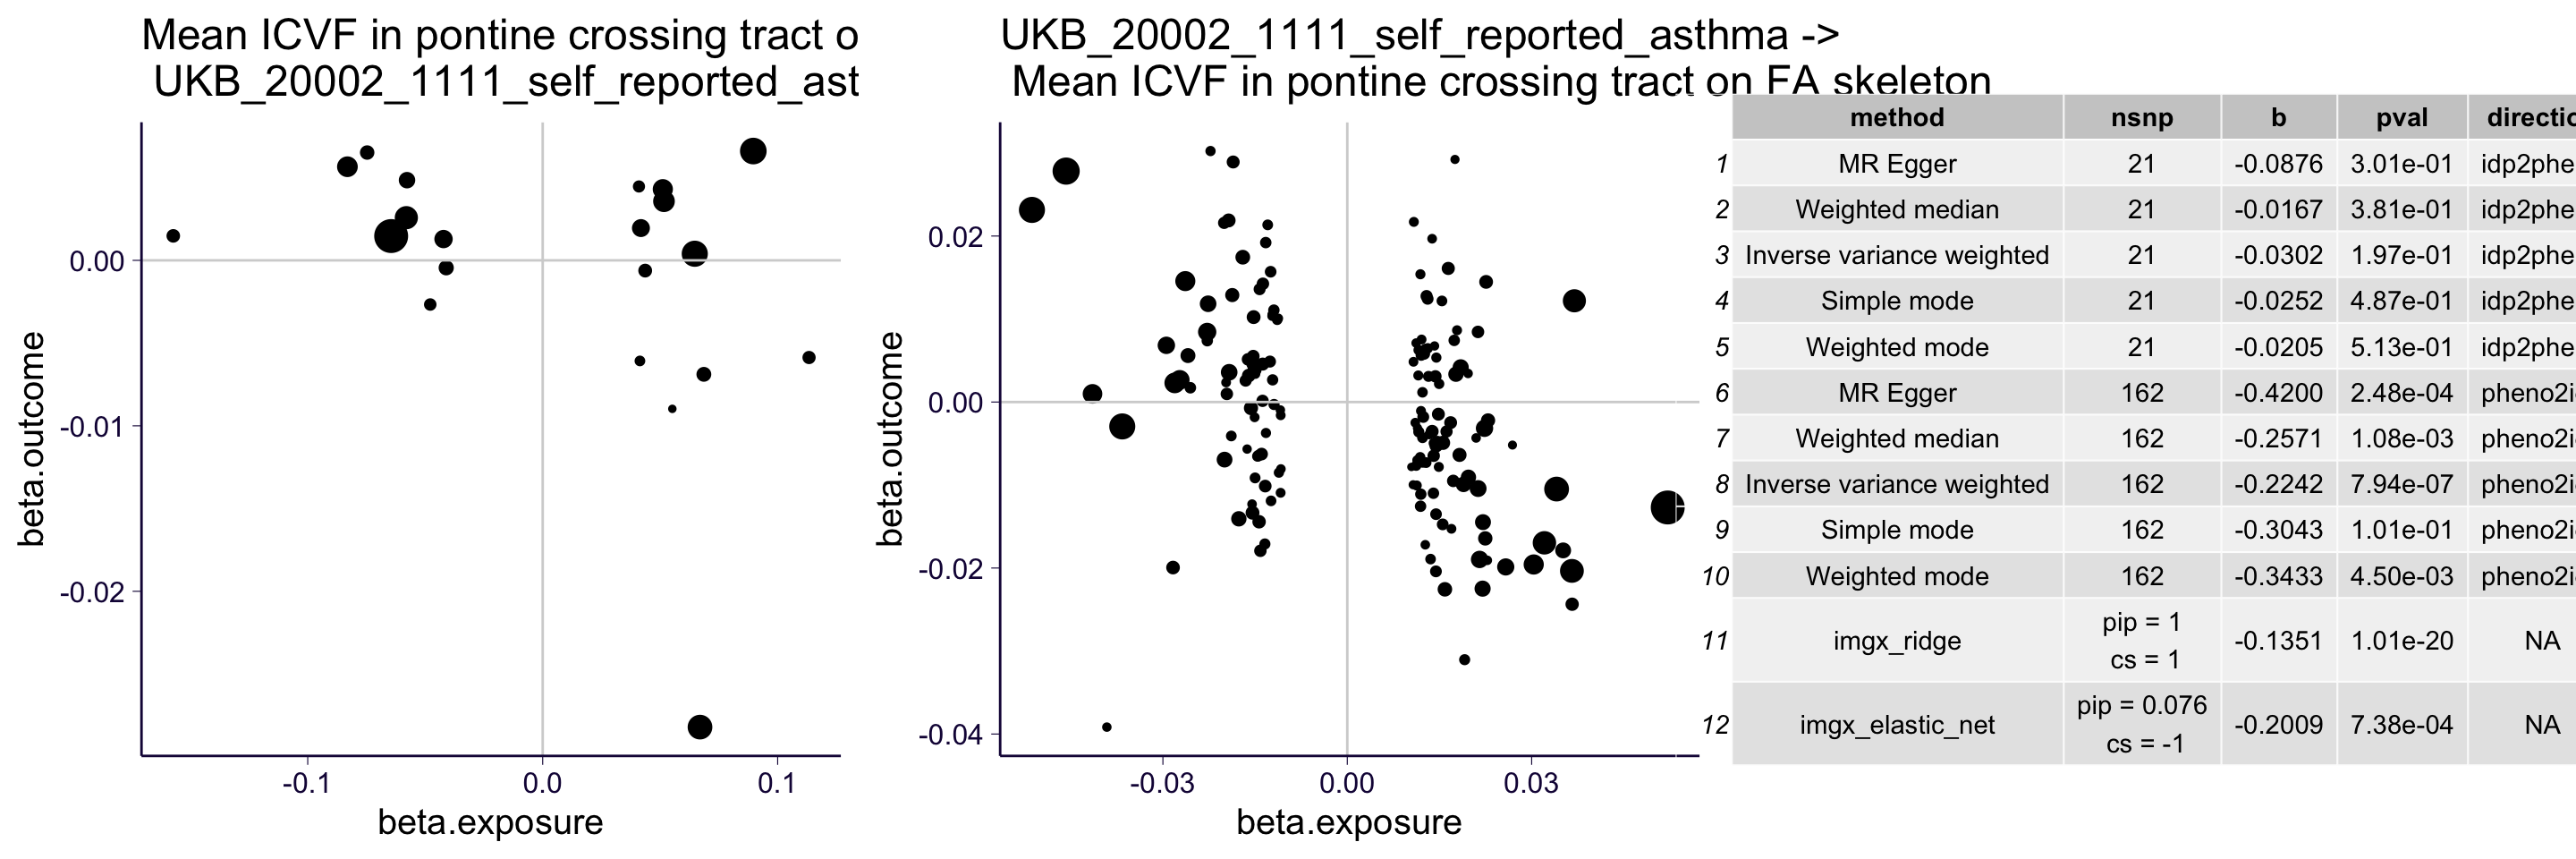 Mean ICVF in pontine crossing tract o
UKB_20002_1111_self_reported_ast
0.00
-0.01
-0.02
beta.outcome
-0.1
0.0
0.1
beta.exposure
UKB_20002_1111_self_reported_asthma ->
Mean ICVF in pontine crossing tract on FA skeleton
0.02
0.00
-0.02
-0.04
beta.outcome
-0.03
0.00
0.03
beta.exposure
method nsnp b pval directio
1 MR Egger 21 -0.0876 3.01e-01 idp2phe
2 Weighted median 21 -0.0167 3.81e-01 idp2phe
3 Inverse variance weighted 21 -0.0302 1.97e-01 idp2phe
4 Simple mode 21 -0.0252 4.87e-01 idp2phe
5 Weighted mode 21 -0.0205 5.13e-01 idp2phe
6 MR Egger 162 -0.4200 2.48e-04 pheno2i
7 Weighted median 162 -0.2571 1.08e-03 pheno2i
8 Inverse variance weighted 162 -0.2242 7.94e-07 pheno2i
9 Simple mode 162 -0.3043 1.01e-01 pheno2i
10 Weighted mode 162 -0.3433 4.50e-03 pheno2i
pip = 1
11 imgx_ridge -0.1351 1.01e-20 NA
cs = 1
pip = 0.076
12 imgx_elastic_net -0.2009 7.38e-04 NA
cs = -1